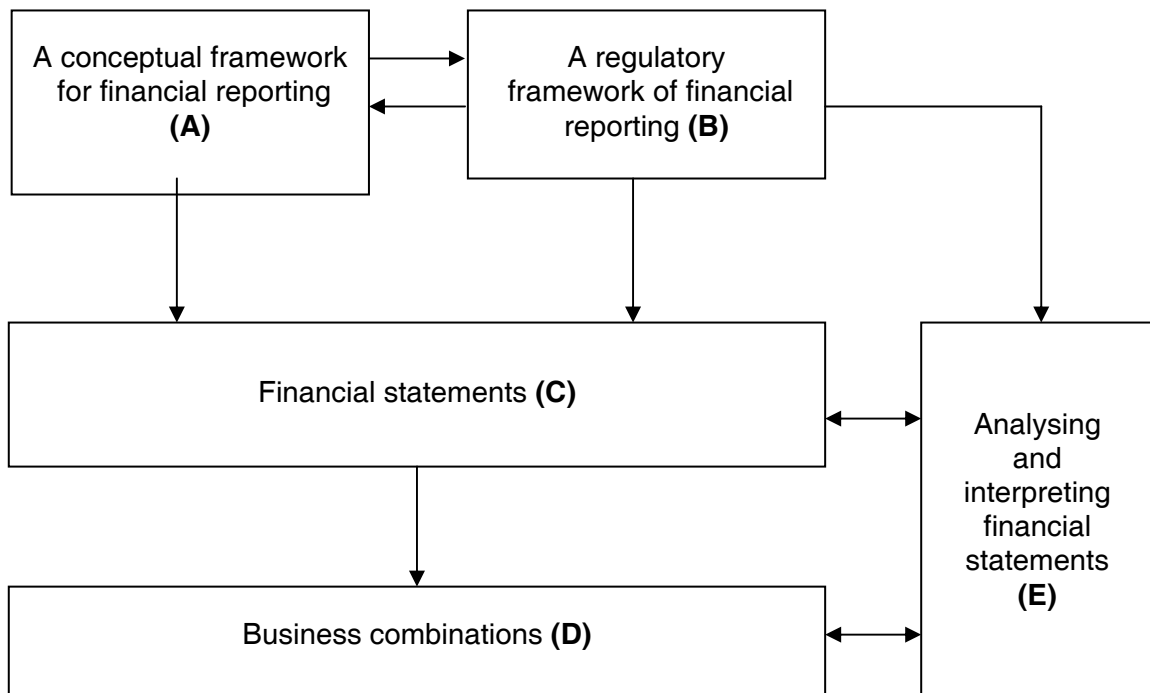 A conceptual framework
for financial reporting
(A)
A regulatory
framework of financial
reporting (B)
Financial statements (C)
Analysing
and
interpreting
financial
statements
(E)
Business combinations (D)